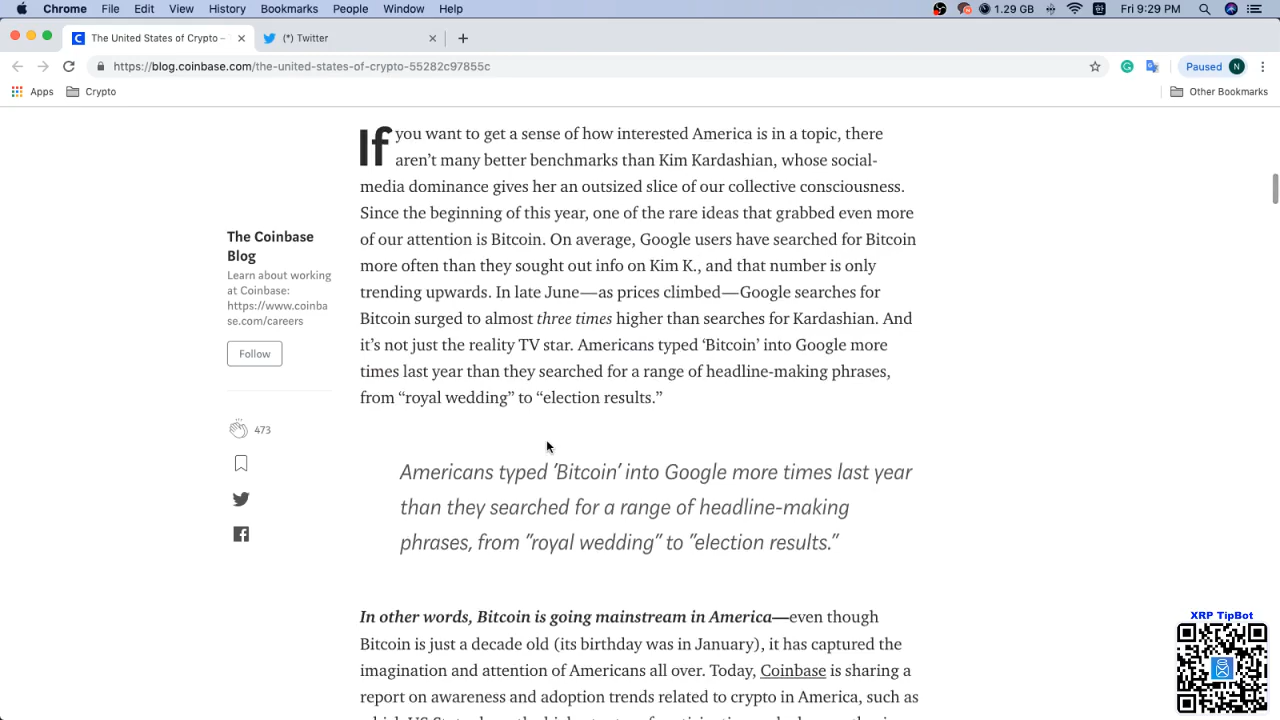 Chrome File Edit View History Bookmarks People Window Help 1.29 GB Fri 9:29 PM
The United States of Crypto – (*) Twitter
https://blog.coinbase.com/the-united-states-of-crypto-55282c97855c Paused N
Apps Crypto Other Bookmarks
If you want to get a sense of how interested America is in a topic, there
aren’t many better benchmarks than Kim Kardashian, whose social-
media dominance gives her an outsized slice of our collective consciousness.
Since the beginning of this year, one of the rare ideas that grabbed even more
of our attention is Bitcoin. On average, Google users have searched for Bitcoin
more often than they sought out info on Kim K., and that number is only
trending upwards. In late June—as prices climbed—Google searches for
Bitcoin surged to almost three times higher than searches for Kardashian. And
it’s not just the reality TV star. Americans typed ‘Bitcoin’ into Google more
times last year than they searched for a range of headline-making phrases,
from “royal wedding” to “election results.”
The Coinbase
Blog
Learn about working
at Coinbase:
https://www.coinba
se.com/careers
Follow
473
Americans typed ‘Bitcoin’ into Google more times last year
than they searched for a range of headline-making
phrases, from “royal wedding” to “election results.”
In other words, Bitcoin is going mainstream in America—even though
Bitcoin is just a decade old (its birthday was in January), it has captured the
imagination and attention of Americans all over. Today, Coinbase is sharing a
report on awareness and adoption trends related to crypto in America, such as
XRP TipBot